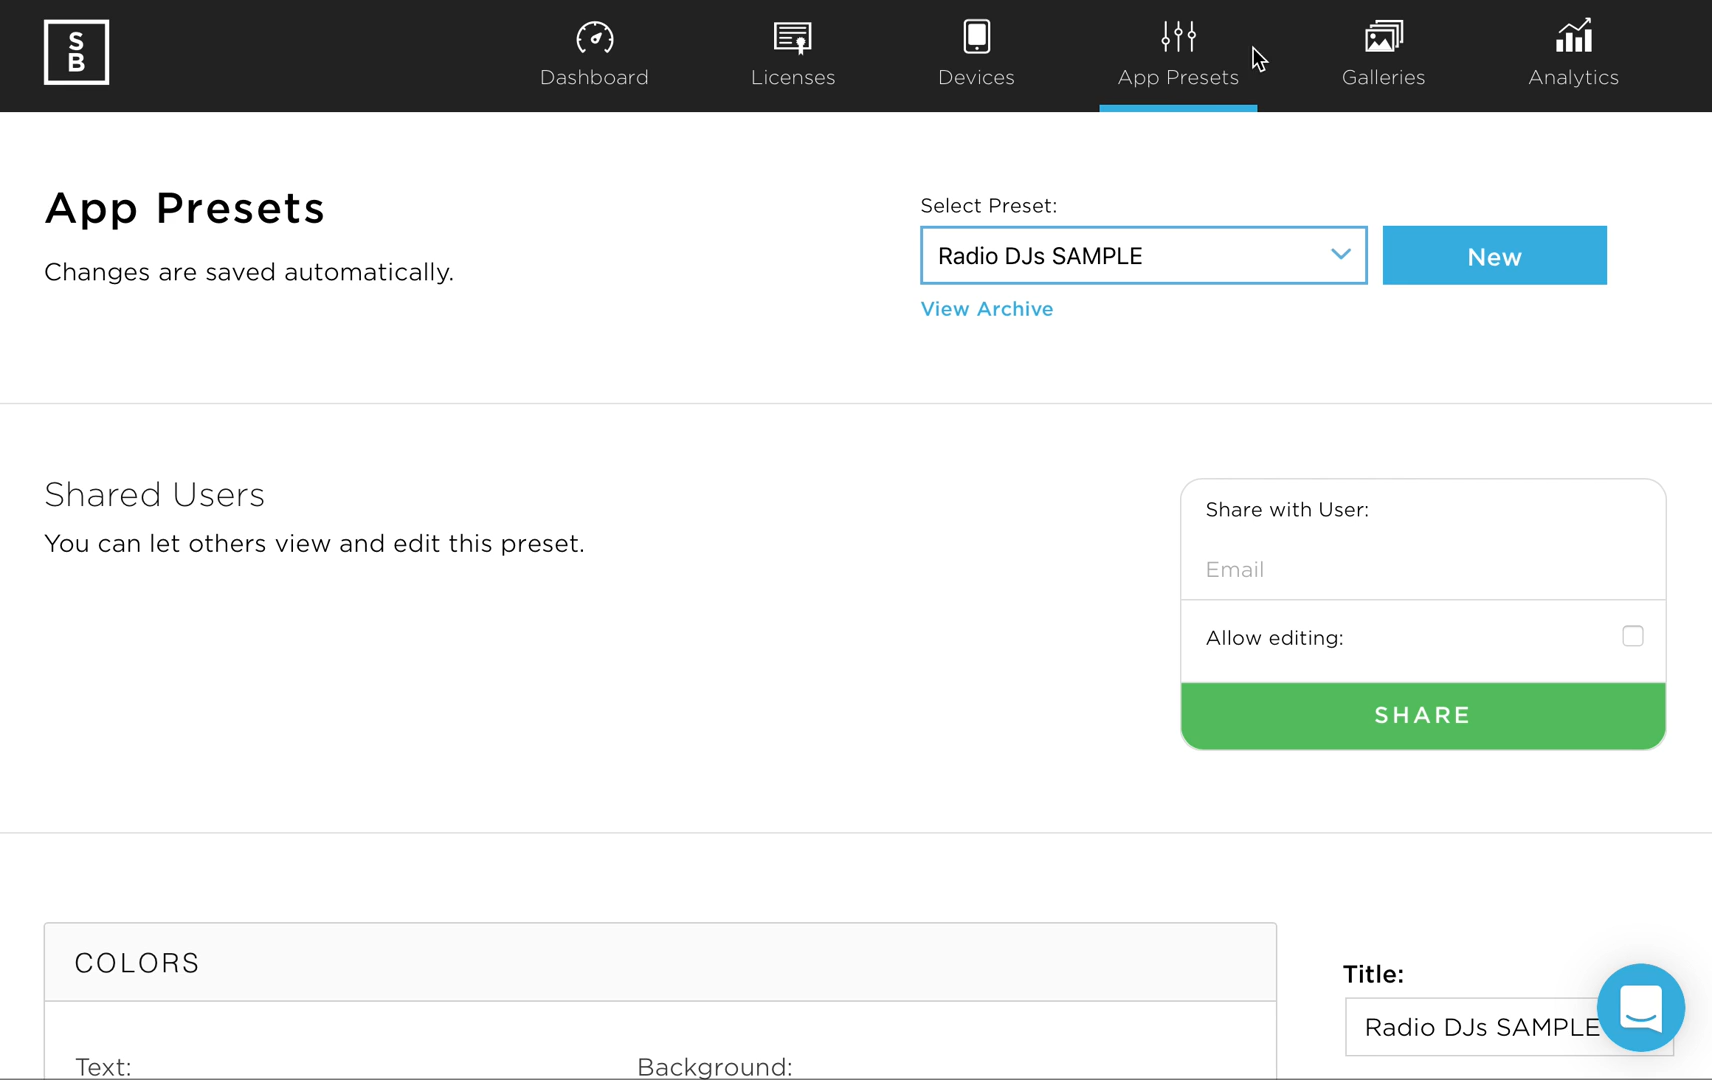 S
B
Dashboard
Licenses
Devices
App Presets
Galleries
Analytics
App Presets
Changes are saved automatically.
Select Preset:
Radio DJs SAMPLE
New
View Archive
Shared Users
You can let others view and edit this preset.
Share with User:
Email
Allow editing:
SHARE
COLORS
Text:
Background:
Title:
Radio DJs SAMPLE